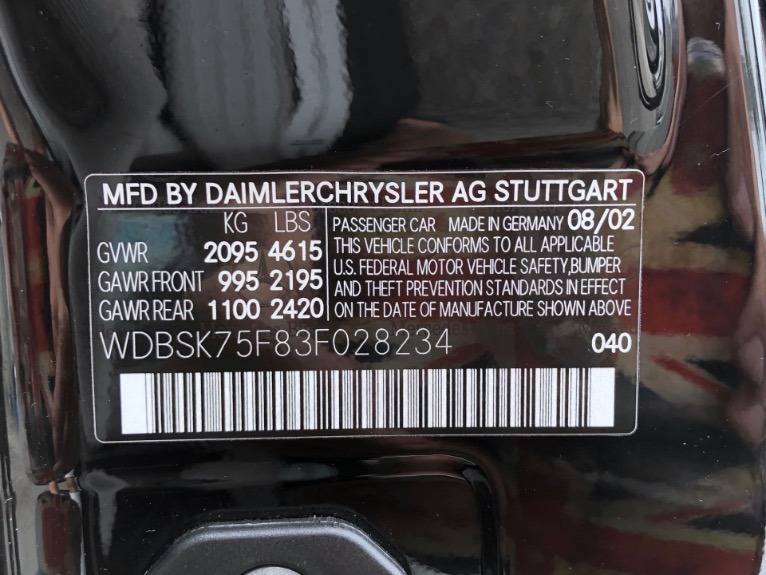 MFD BY DAIMLERCHRYSLER AG STUTTGART
KG LBS
GVWR 2095 4615
GAWR FRONT 995 2195
GAWR REAR 1100 2420
PASSENGER CAR MADE IN GERMANY 08/02
THIS VEHICLE CONFORMS TO ALL APPLICABLE
U.S. FEDERAL MOTOR VEHICLE SAFETY,BUMPER
AND THEFT PREVENTION STANDARDS IN EFFECT
ON THE DATE OF MANUFACTURE SHOWN ABOVE
WDBSK75F83F028234 040